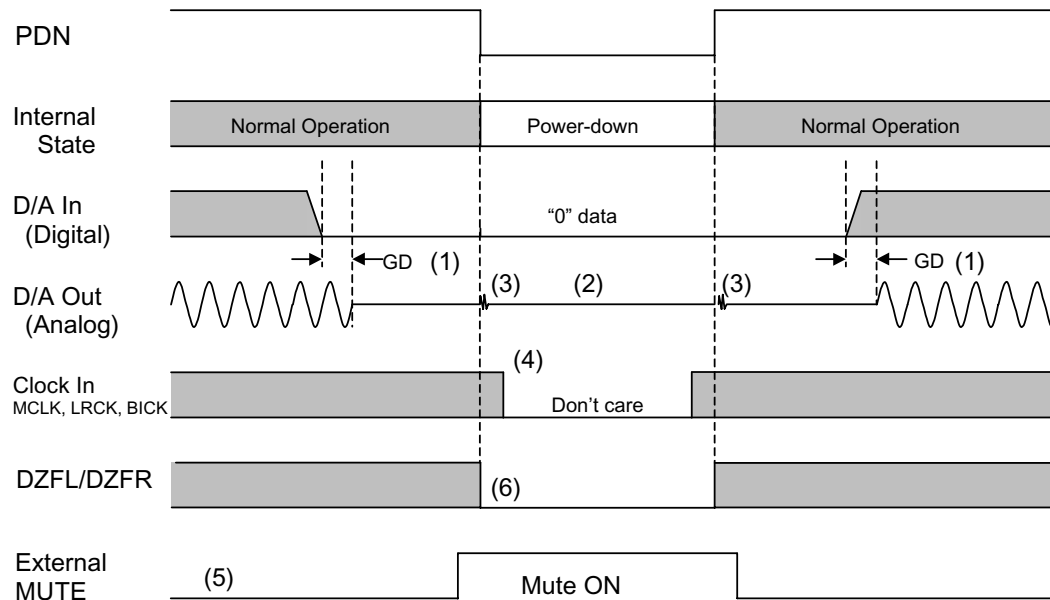 PDN
Internal
State
Normal Operation
Power-down
Normal Operation
D/A In
(Digital)
“0” data
GD (1)
GD (1)
D/A Out
(Analog)
(3)
(2)
(3)
Clock In
MCLK, LRCK, BICK
(4)
Don’t care
DZFL/DZFR
(6)
External
MUTE
(5)
Mute ON